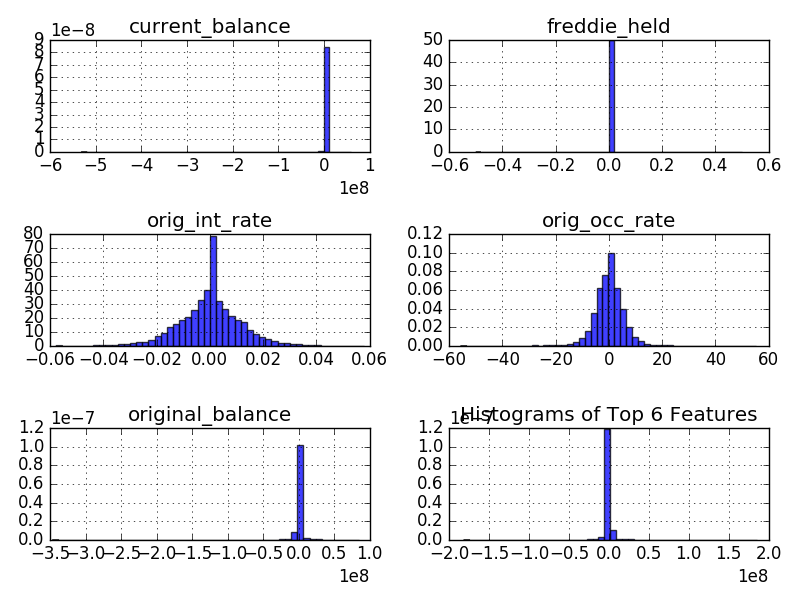 current_balance freddie_held
1e−8
9 8 7 6 5 4 3 2 1 0
50 40 30 20 10 0
−6 −5 −4 −3 −2 −1 0 1
−0.6 −0.4 −0.2 0.0 0.2 0.4 0.6
1e8
orig_int_rate orig_occ_rate
80 70 60 50 40 30 20 10 0
0.12 0.10 0.08 0.06 0.04 0.02 0.00
−0.06 −0.04 −0.02 0.00 0.02 0.04 0.06
−60 −40 −20 0 20 40 60
original_balance Histograms of Top 6 Features
1e−7 1e−7
1.2 1.0 0.8 0.6 0.4 0.2 0.0
1.2 1.0 0.8 0.6 0.4 0.2 0.0
−3.5 −3.0 −2.5 −2.0 −1.5 −1.0 −0.5 0.0 0.5 1.0
−2.0 −1.5 −1.0 −0.5 0.0 0.5 1.0 1.5 2.0
1e8 1e8